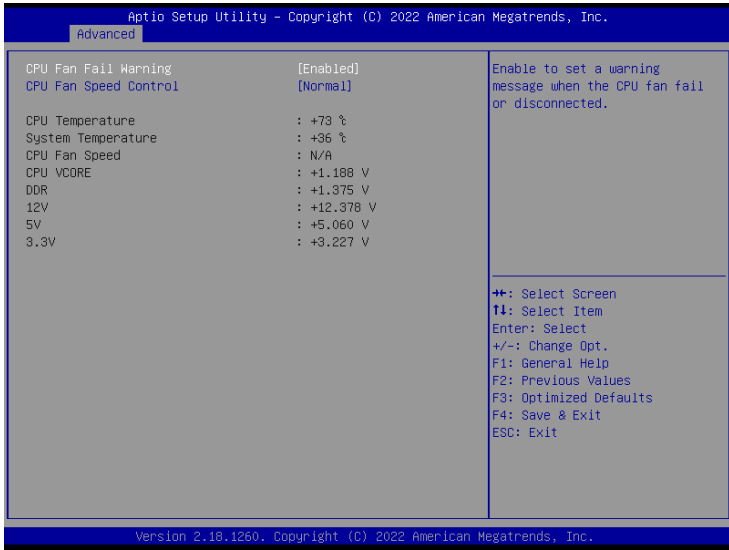 Aptio Setup Utility – Copyright (C) 2022 American Megatrends, Inc.
Advanced
CPU Fan Fail Warning [Enabled]
CPU Fan Speed Control [Normal]
CPU Temperature : +73 ℃
System Temperature : +36 ℃
CPU Fan Speed : N/A
CPU VCORE : +1.188 V
DDR : +1.375 V
12V : +12.378 V
5V : +5.060 V
3.3V : +3.227 V
Enable to set a warning
message when the CPU fan fail
or disconnected.
→←: Select Screen
↑↓: Select Item
Enter: Select
+/-: Change Opt.
F1: General Help
F2: Previous Values
F3: Optimized Defaults
F4: Save & Exit
ESC: Exit
Version 2.18.1260. Copyright (C) 2022 American Megatrends, Inc.